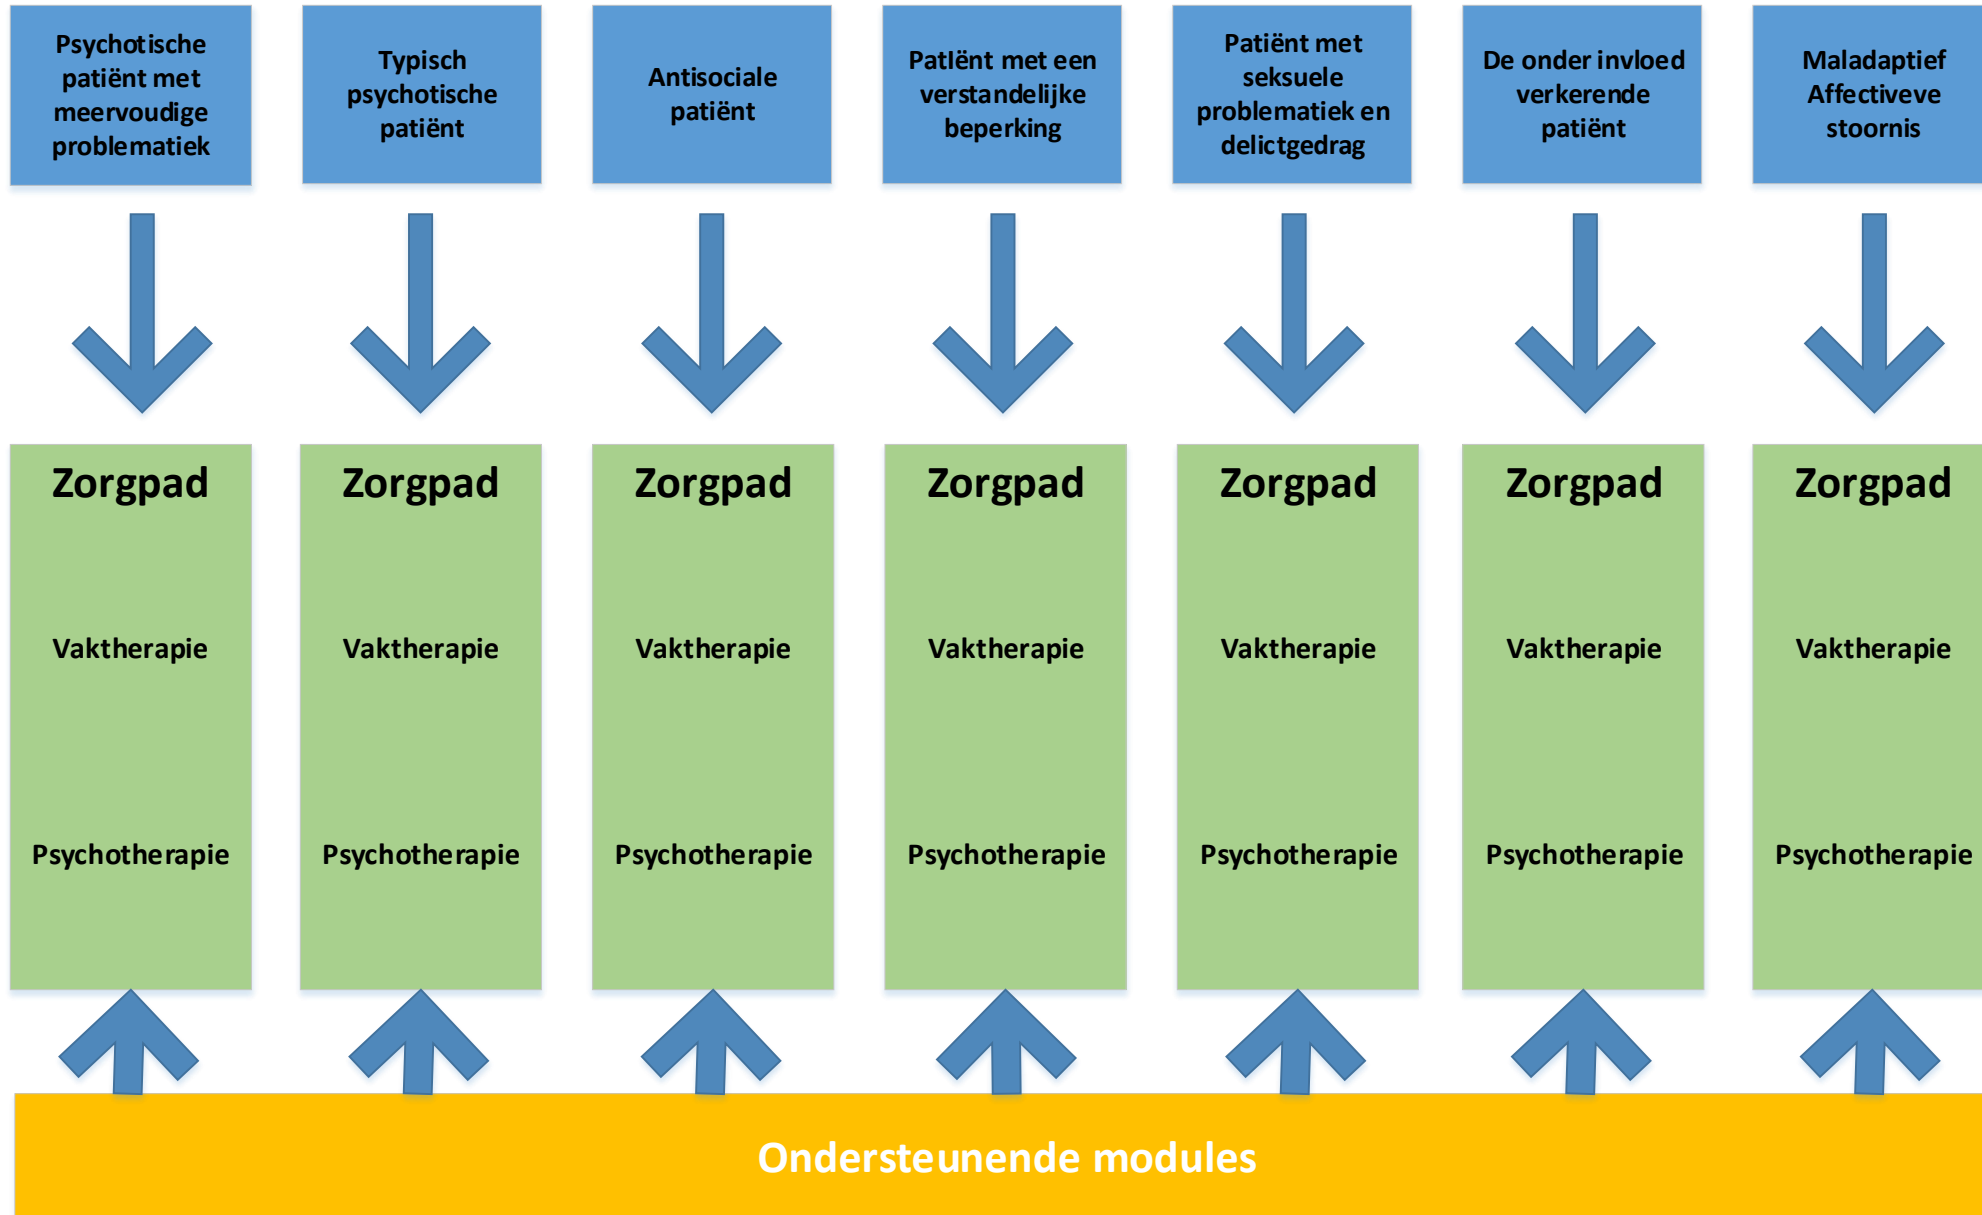 Psychotische
patiënt met
meervoudige
problematiek
Typisch
psychotische
patiënt
Antisociale
patiënt
PatIënt met een
verstandelijke
beperking
Patiënt met
seksuele
problematiek en
delictgedrag
De onder invloed
verkerende
patiënt
Maladaptief
Affectieveve
stoornis
Zorgpad
Vaktherapie
Psychotherapie
Zorgpad
Vaktherapie
Psychotherapie
Zorgpad
Vaktherapie
Psychotherapie
Zorgpad
Vaktherapie
Psychotherapie
Zorgpad
Vaktherapie
Psychotherapie
Zorgpad
Vaktherapie
Psychotherapie
Zorgpad
Vaktherapie
Psychotherapie
Ondersteunende modules